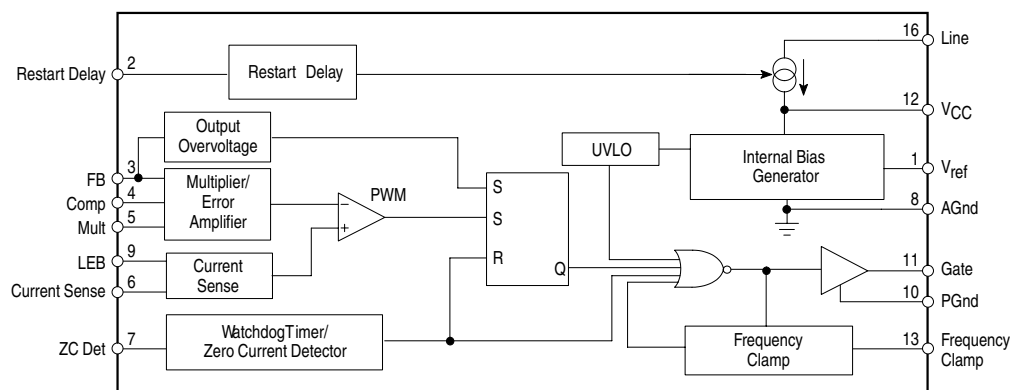 16 Line
Restart Delay 2 Restart Delay
12 VCC
Output
Overvoltage
UVLO
Internal Bias
Generator
1 Vref
FB 3
Multiplier/
Error
Amplifier
PWM
S
Comp 4
−
8 AGnd
Mult 5
+
S
LEB 9
Current
Sense
R
Q
11 Gate
Current Sense 6
10 PGnd
ZC Det 7
WatchdogTimer/
Zero Current Detector
Frequency
Clamp
13 Frequency
Clamp